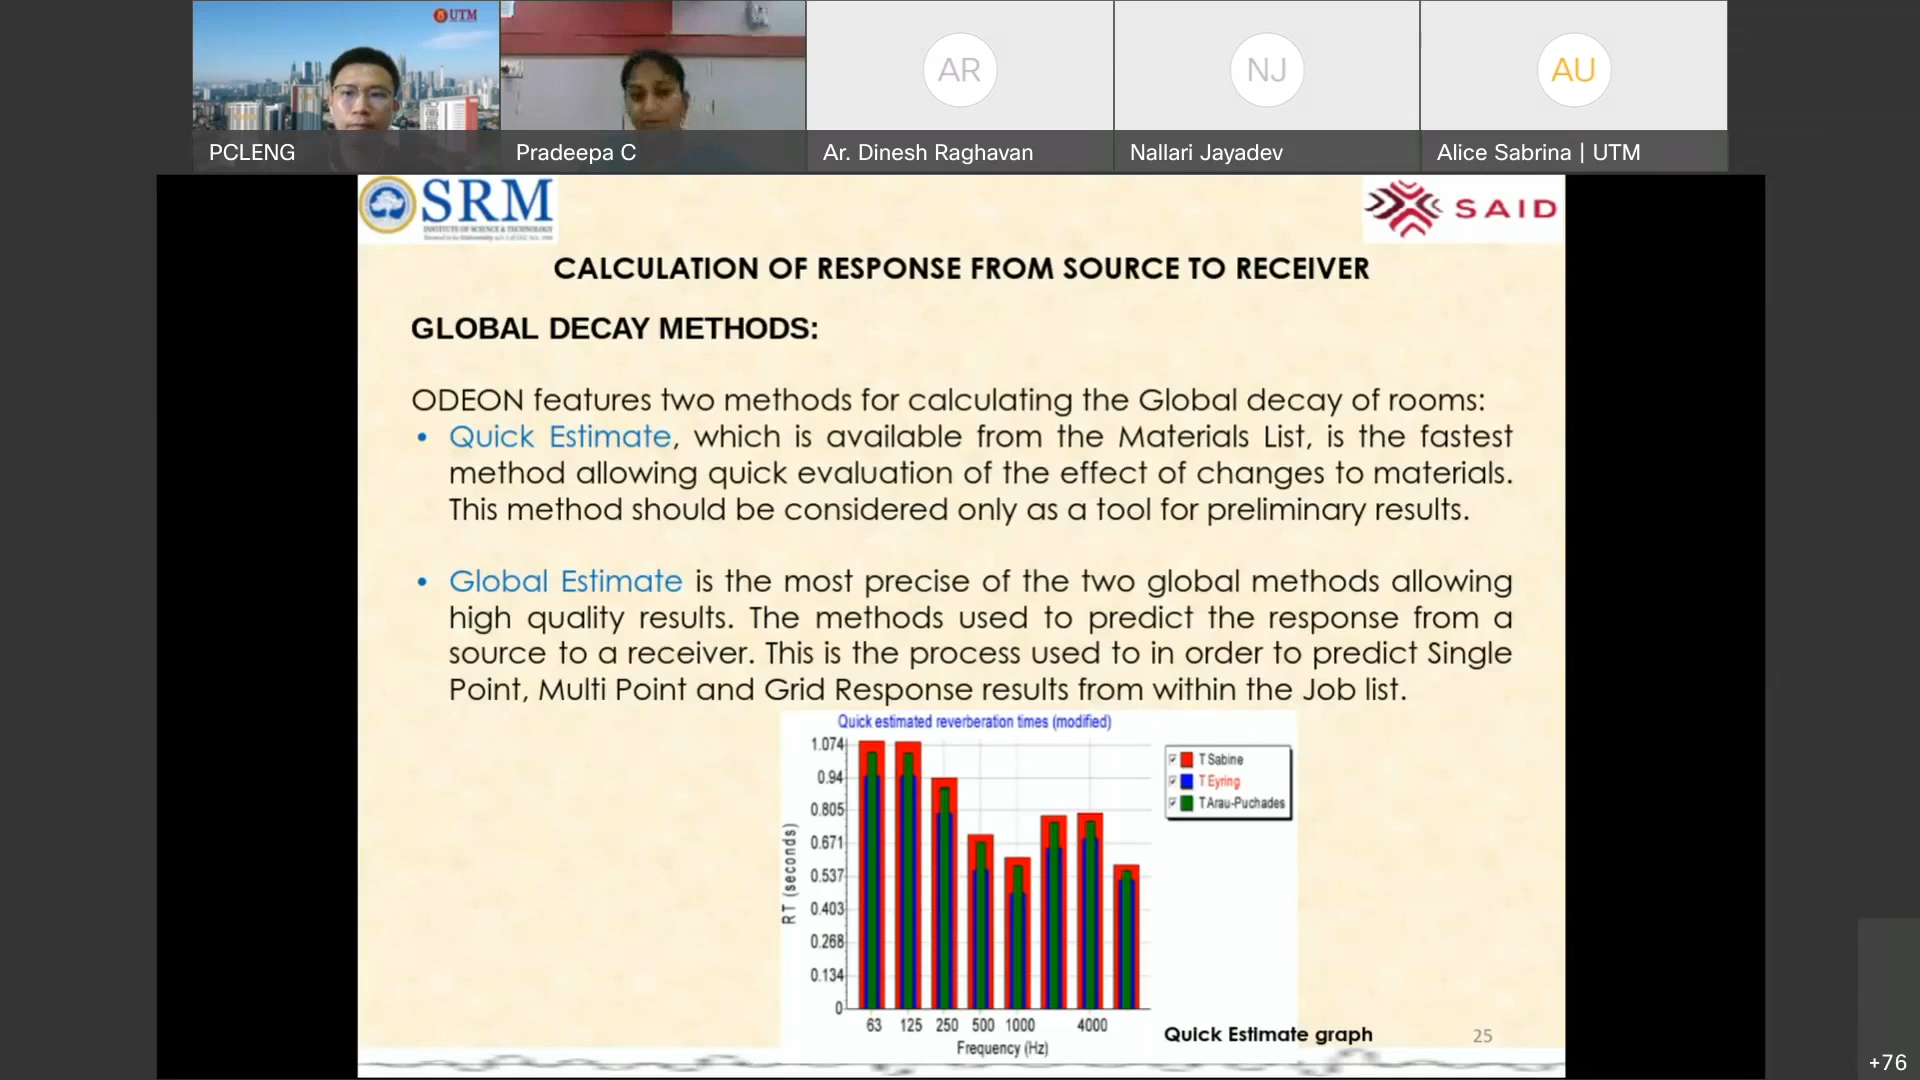 UTM
PCLENG
Pradeepa C
AR
Ar. Dinesh Raghavan
NJ
Nallari Jayadev
AU
Alice Sabrina | UTM
SRM
INSTITUTE OF SCIENCE & TECHNOLOGY
SAID
CALCULATION OF RESPONSE FROM SOURCE TO RECEIVER
GLOBAL DECAY METHODS:
ODEON features two methods for calculating the Global decay of rooms:
• Quick Estimate, which is available from the Materials List, is the fastest
method allowing quick evaluation of the effect of changes to materials.
This method should be considered only as a tool for preliminary results.
• Global Estimate is the most precise of the two global methods allowing
high quality results. The methods used to predict the response from a
source to a receiver. This is the process used to in order to predict Single
Point, Multi Point and Grid Response results from within the Job list.
Quick estimated reverberation times (modified)
1.074
0.94
0.805
0.671
0.537
0.403
0.268
0.134
0
RT (seconds)
63 125 250 500 1000 4000
Frequency (Hz)
T Sabine
T Eyring
T Arau-Puchades
Quick Estimate graph
25
+76